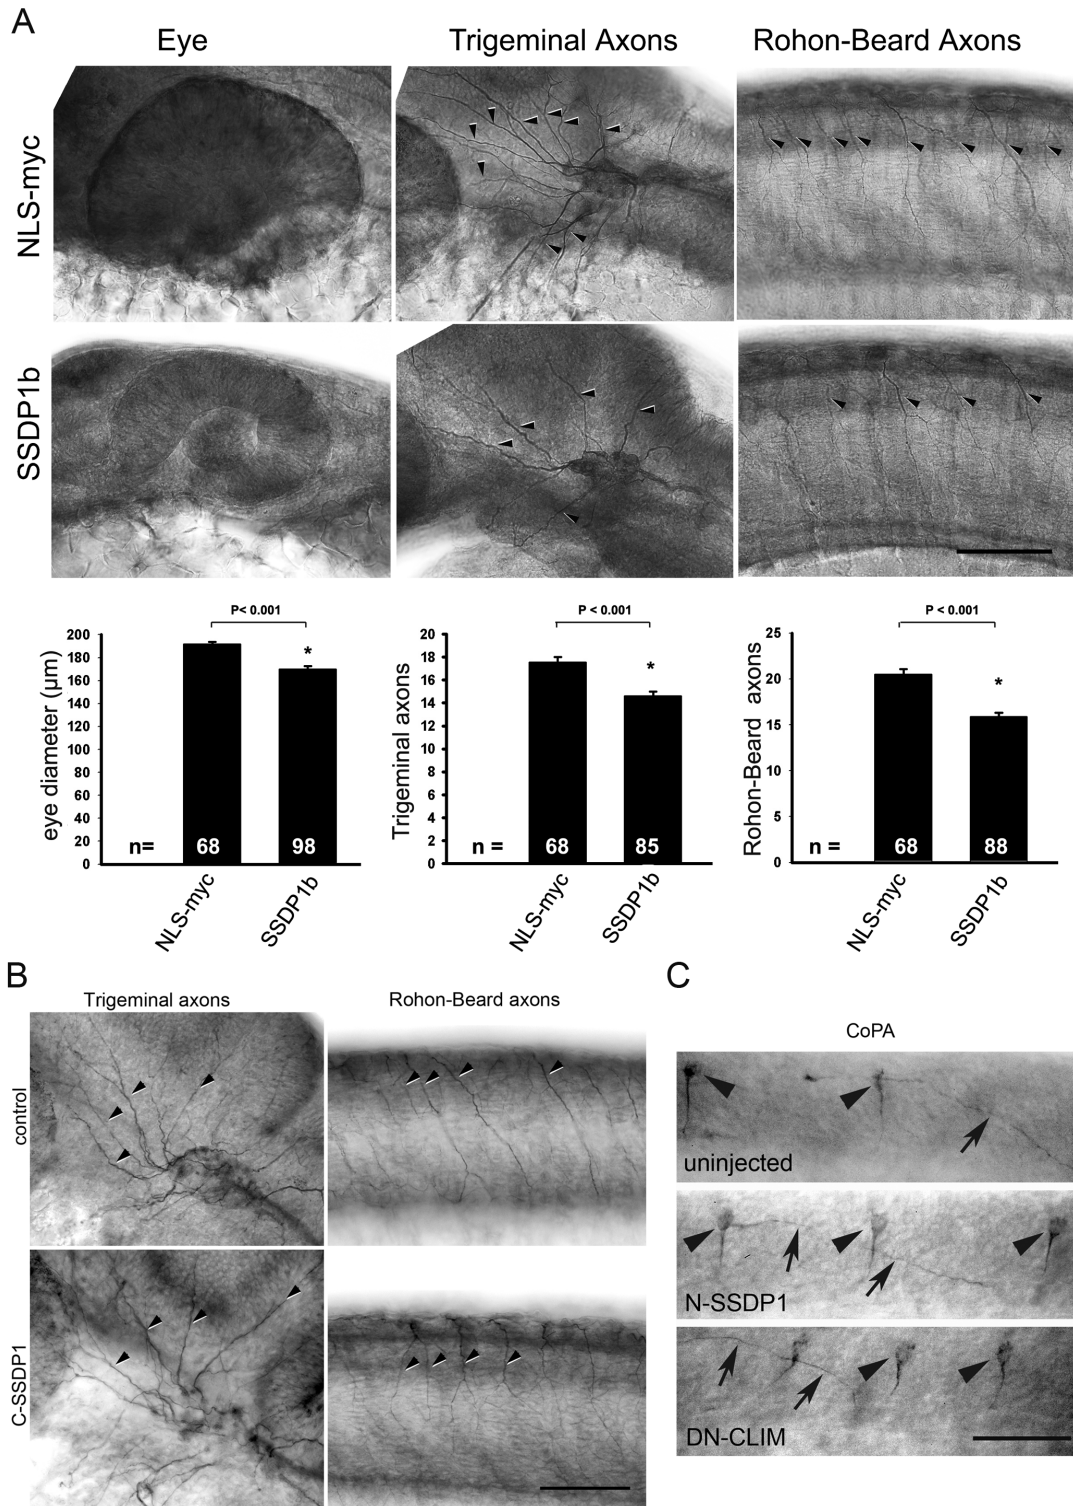 A
Eye
Trigeminal Axons
Rohon-Beard Axons
NLS-myc
SSDP1b
P< 0.001
200
180
160
140
120
100
80
60
40
20
0
eye diameter (µm)
*
n=
68
98
NLS-myc
SSDP1b
P < 0.001
20
18
16
14
12
10
8
6
4
2
0
Trigeminal axons
*
n =
68
85
NLS-myc
SSDP1b
P < 0.001
25
20
15
10
5
0
Rohon-Beard axons
*
n =
68
88
NLS-myc
SSDP1b
B
Trigeminal axons
Rohon-Beard axons
control
C-SSDP1
C
CoPA
uninjected
N-SSDP1
DN-CLIM